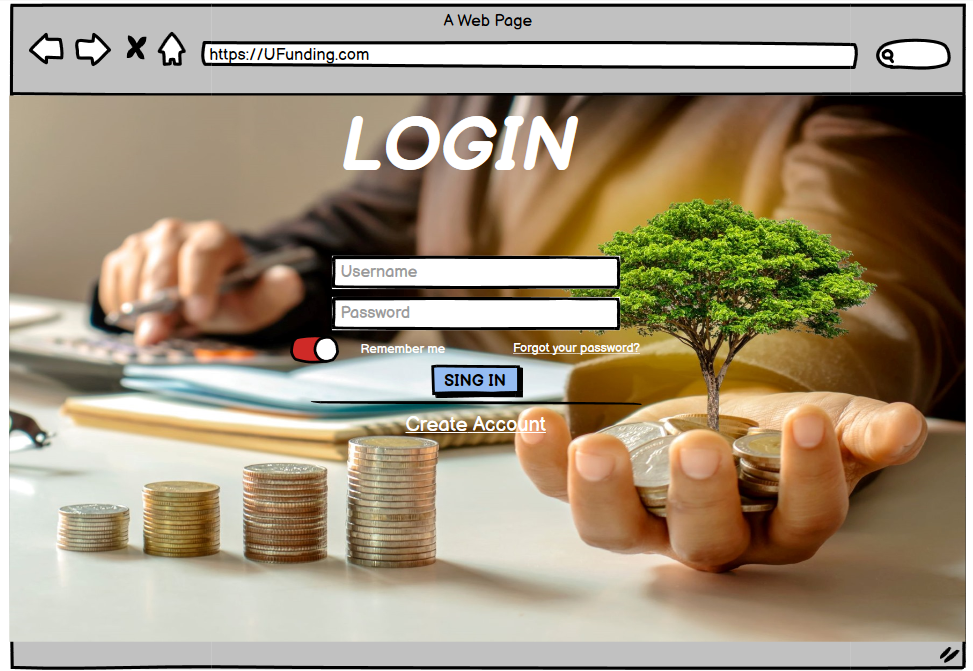 A Web Page
https://UFunding.com
LOGIN
Username
Password
Remember me Forgot your password?
SING IN
Create Account